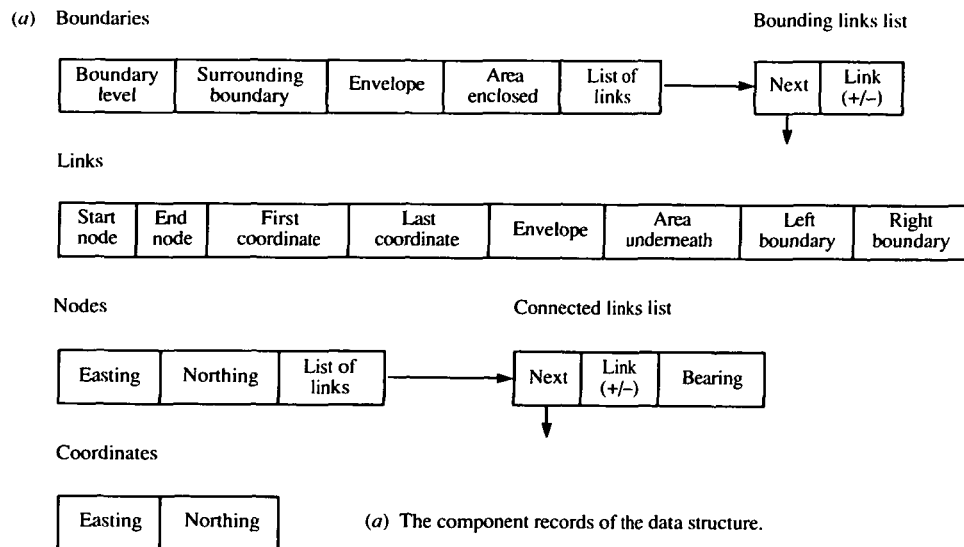 (a) Boundaries
Bounding links list
Boundary level
Surrounding boundary
Envelope
Area enclosed
List of links
Next
Link (+/–)
Links
Start node
End node
First coordinate
Last coordinate
Envelope
Area underneath
Left boundary
Right boundary
Nodes
Connected links list
Easting
Northing
List of links
Next
Link (+/–)
Bearing
Coordinates
Easting
Northing
(a) The component records of the data structure.